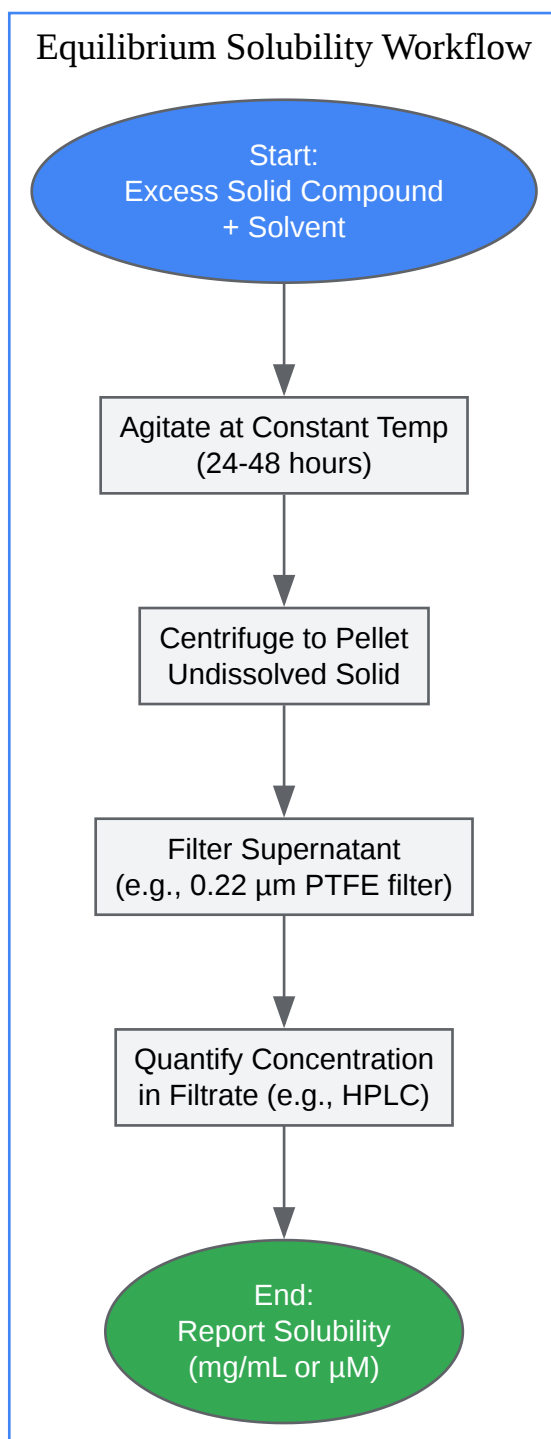 Equilibrium Solubility Workflow
Start:
Excess Solid Compound
+ Solvent
Agitate at Constant Temp
(24-48 hours)
Centrifuge to Pellet
Undissolved Solid
Filter Supernatant
(e.g., 0.22 µm PTFE filter)
Quantify Concentration
in Filtrate (e.g., HPLC)
End:
Report Solubility
(mg/mL or µM)